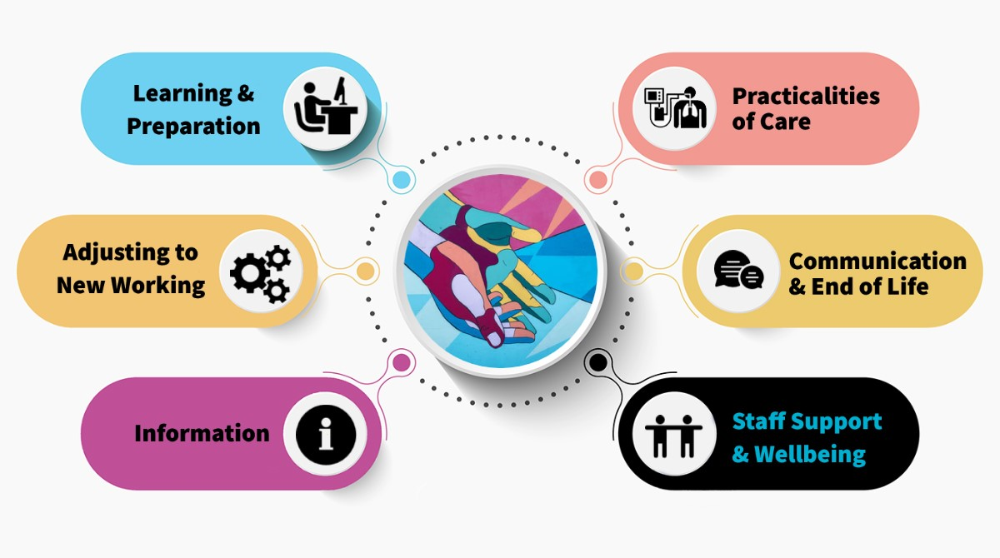 Learning &
Preparation
Adjusting to
New Working
Information
Practicalities
of Care
Communication
& End of Life
Staff Support
& Wellbeing